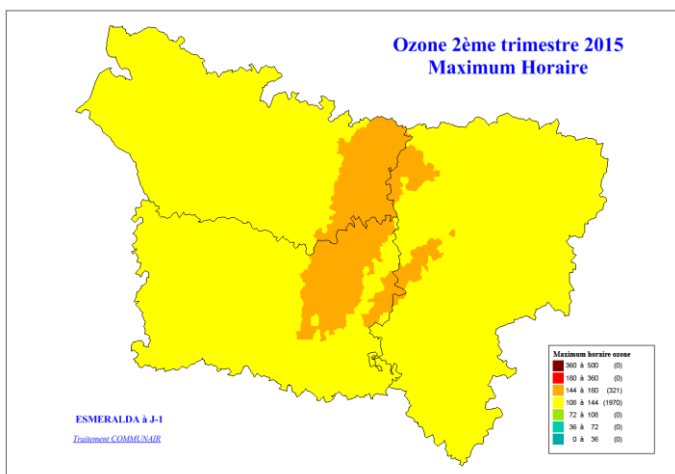 Ozone 2ème trimestre 2015
Maximum Horaire
Maximum horaire ozone
360 à 500 (0)
180 à 360 (0)
144 à 180 (321)
108 à 144 (1970)
72 à 108 (0)
36 à 72 (0)
0 à 36 (0)
ESMERALDA à J-1
Traitement COMMUNAIR